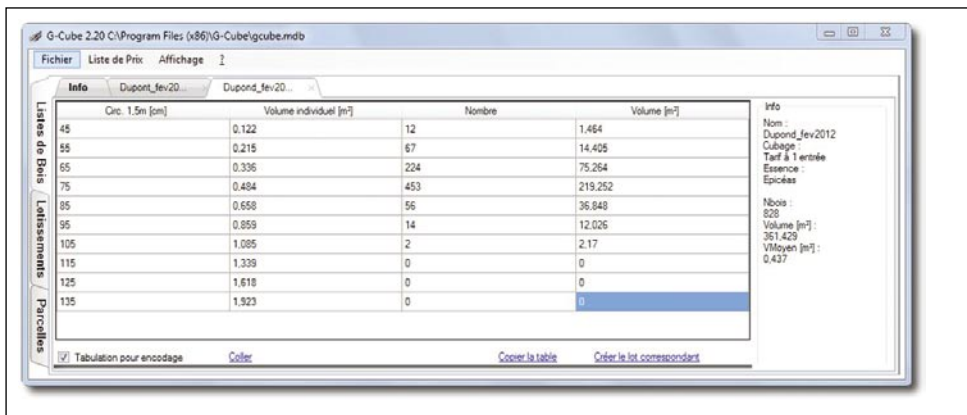 G-Cube 2.20 C:\Program Files (x86)\G-Cube\gcube.mdb
Fichier Liste de Prix Affichage ?
Info Dupont_fev20... Dupond_fev20...
Listes de Bois
Lotissements
Parcelles
Circ. 1,5m [cm] Volume individuel [m³] Nombre Volume [m³]
45 0,122 12 1,464
55 0,215 67 14,405
65 0,336 224 75,264
75 0,484 453 219,252
85 0,658 56 36,848
95 0,859 14 12,026
105 1,085 2 2,17
115 1,339 0 0
125 1,618 0 0
135 1,923 0 0
Tabulation pour encodage Coller Copier la table Créer le lot correspondant
Info
Nom :
Dupond_fev2012
Cubage :
Tarif à 1 entrée
Essence :
Epicéas
Nbois :
828
Volume [m³] :
361,429
VMoyen [m³] :
0,437